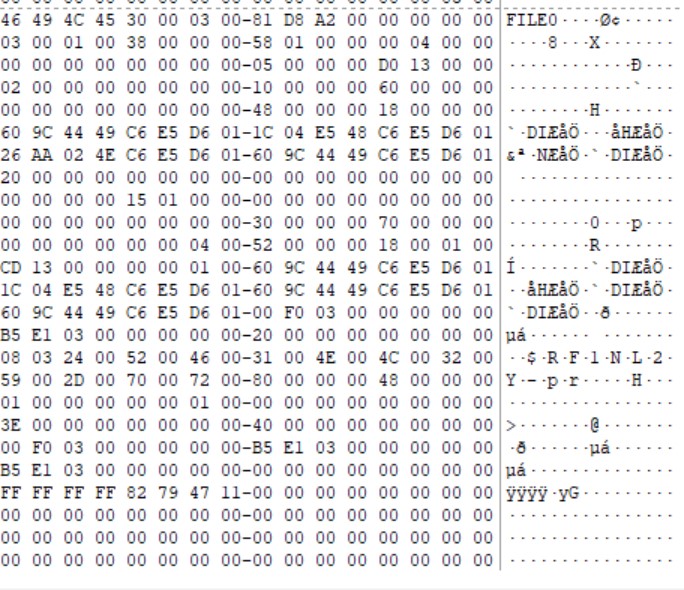 46 49 4C 45 30 00 03 00-81 D8 A2 00 00 00 00 00 FILE0····Ø¢·····
03 00 01 00 38 00 00 00-58 01 00 00 00 04 00 00 ····8···X·······
00 00 00 00 00 00 00 00-05 00 00 00 D0 13 00 00 ············Ð···
02 00 00 00 00 00 00 00-10 00 00 00 60 00 00 00 ············`···
00 00 00 00 00 00 00 00-48 00 00 00 18 00 00 00 ········H·······
60 9C 44 49 C6 E5 D6 01-1C 04 E5 48 C6 E5 D6 01 `·DIÆåÖ···åHÆåÖ·
26 AA 02 4E C6 E5 D6 01-60 9C 44 49 C6 E5 D6 01 &ª·NÆåÖ·`·DIÆåÖ·
20 00 00 00 00 00 00 00-00 00 00 00 00 00 00 00  ···············
00 00 00 00 15 01 00 00-00 00 00 00 00 00 00 00 ················
00 00 00 00 00 00 00 00-30 00 00 00 70 00 00 00 ········0···p···
00 00 00 00 00 00 04 00-52 00 00 00 18 00 01 00 ········R·······
CD 13 00 00 00 00 01 00-60 9C 44 49 C6 E5 D6 01 Í·······`·DIÆåÖ·
1C 04 E5 48 C6 E5 D6 01-60 9C 44 49 C6 E5 D6 01 ··åHÆåÖ·`·DIÆåÖ·
60 9C 44 49 C6 E5 D6 01-00 F0 03 00 00 00 00 00 `·DIÆåÖ··ð······
B5 E1 03 00 00 00 00 00-20 00 00 00 00 00 00 00 µá······ ·······
08 03 24 00 52 00 46 00-31 00 4E 00 4C 00 32 00 ··$·R·F·1·N·L·2·
59 00 2D 00 70 00 72 00-80 00 00 00 48 00 00 00 Y·-·p·r·····H···
01 00 00 00 00 00 01 00-00 00 00 00 00 00 00 00 ················
3E 00 00 00 00 00 00 00-40 00 00 00 00 00 00 00 >·······@·······
00 F0 03 00 00 00 00 00-B5 E1 03 00 00 00 00 00 ·ð······µá······
B5 E1 03 00 00 00 00 00-00 00 00 00 00 00 00 00 µá··············
FF FF FF FF 82 79 47 11-00 00 00 00 00 00 00 00 ÿÿÿÿ·yG·········
00 00 00 00 00 00 00 00-00 00 00 00 00 00 00 00 ················
00 00 00 00 00 00 00 00-00 00 00 00 00 00 00 00 ················
00 00 00 00 00 00 00 00-00 00 00 00 00 00 00 00 ················